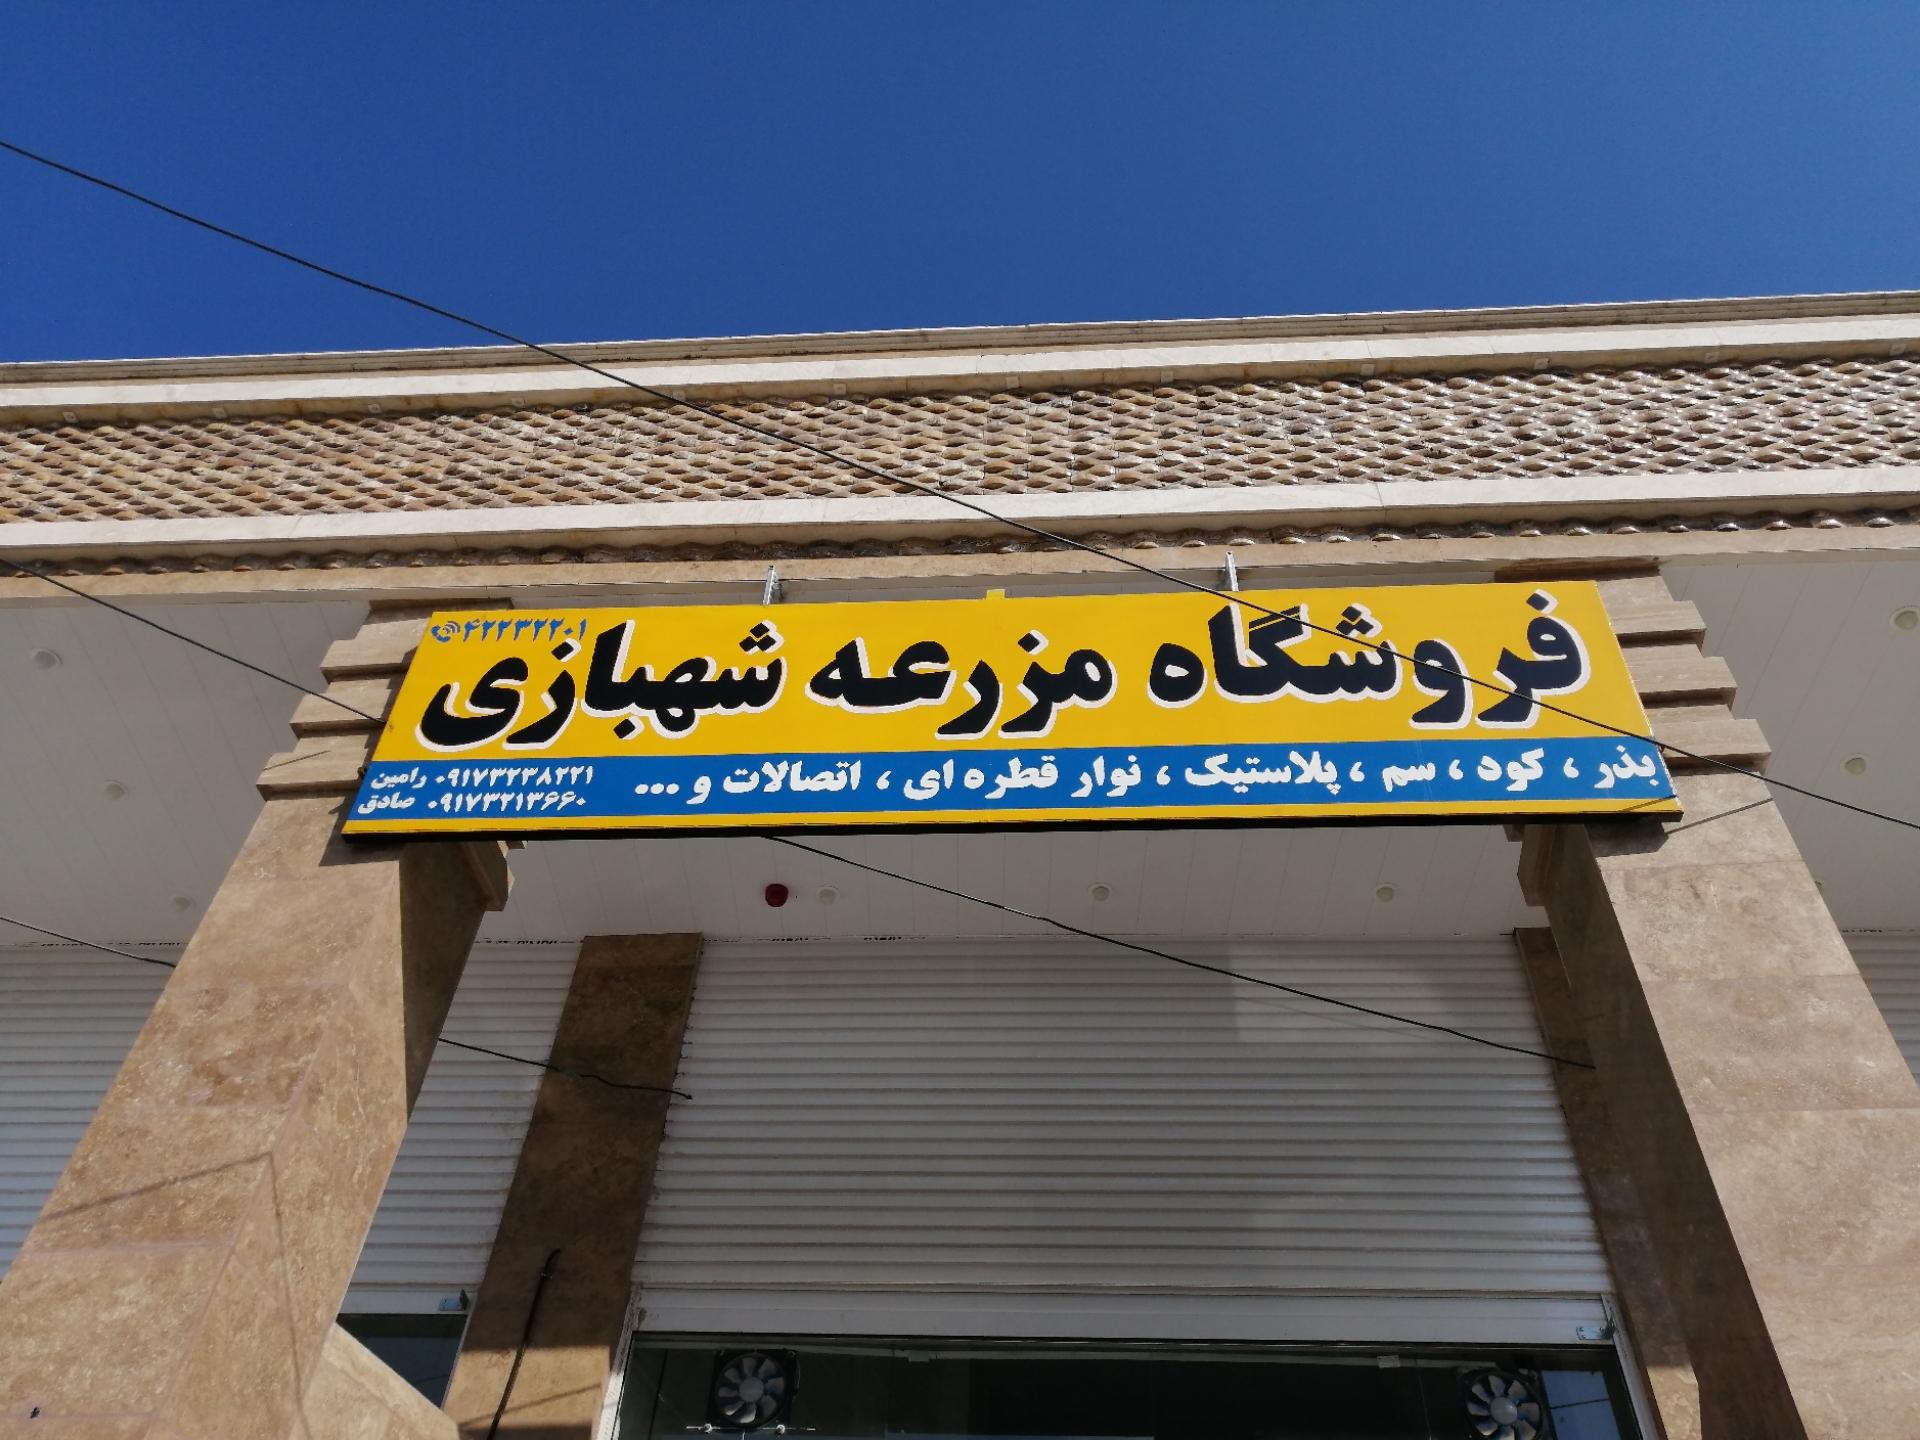 فروشگاه مزرعه شهبازی
۴۲۲۳۲۲۰۱
بذر ، کود ، سم ، پلاستیک ، نوار قطره ای ، اتصالات و ...
۰۹۱۷۳۲۳۸۲۲۱ رامین
۰۹۱۷۳۲۱۳۶۶۰ صادق